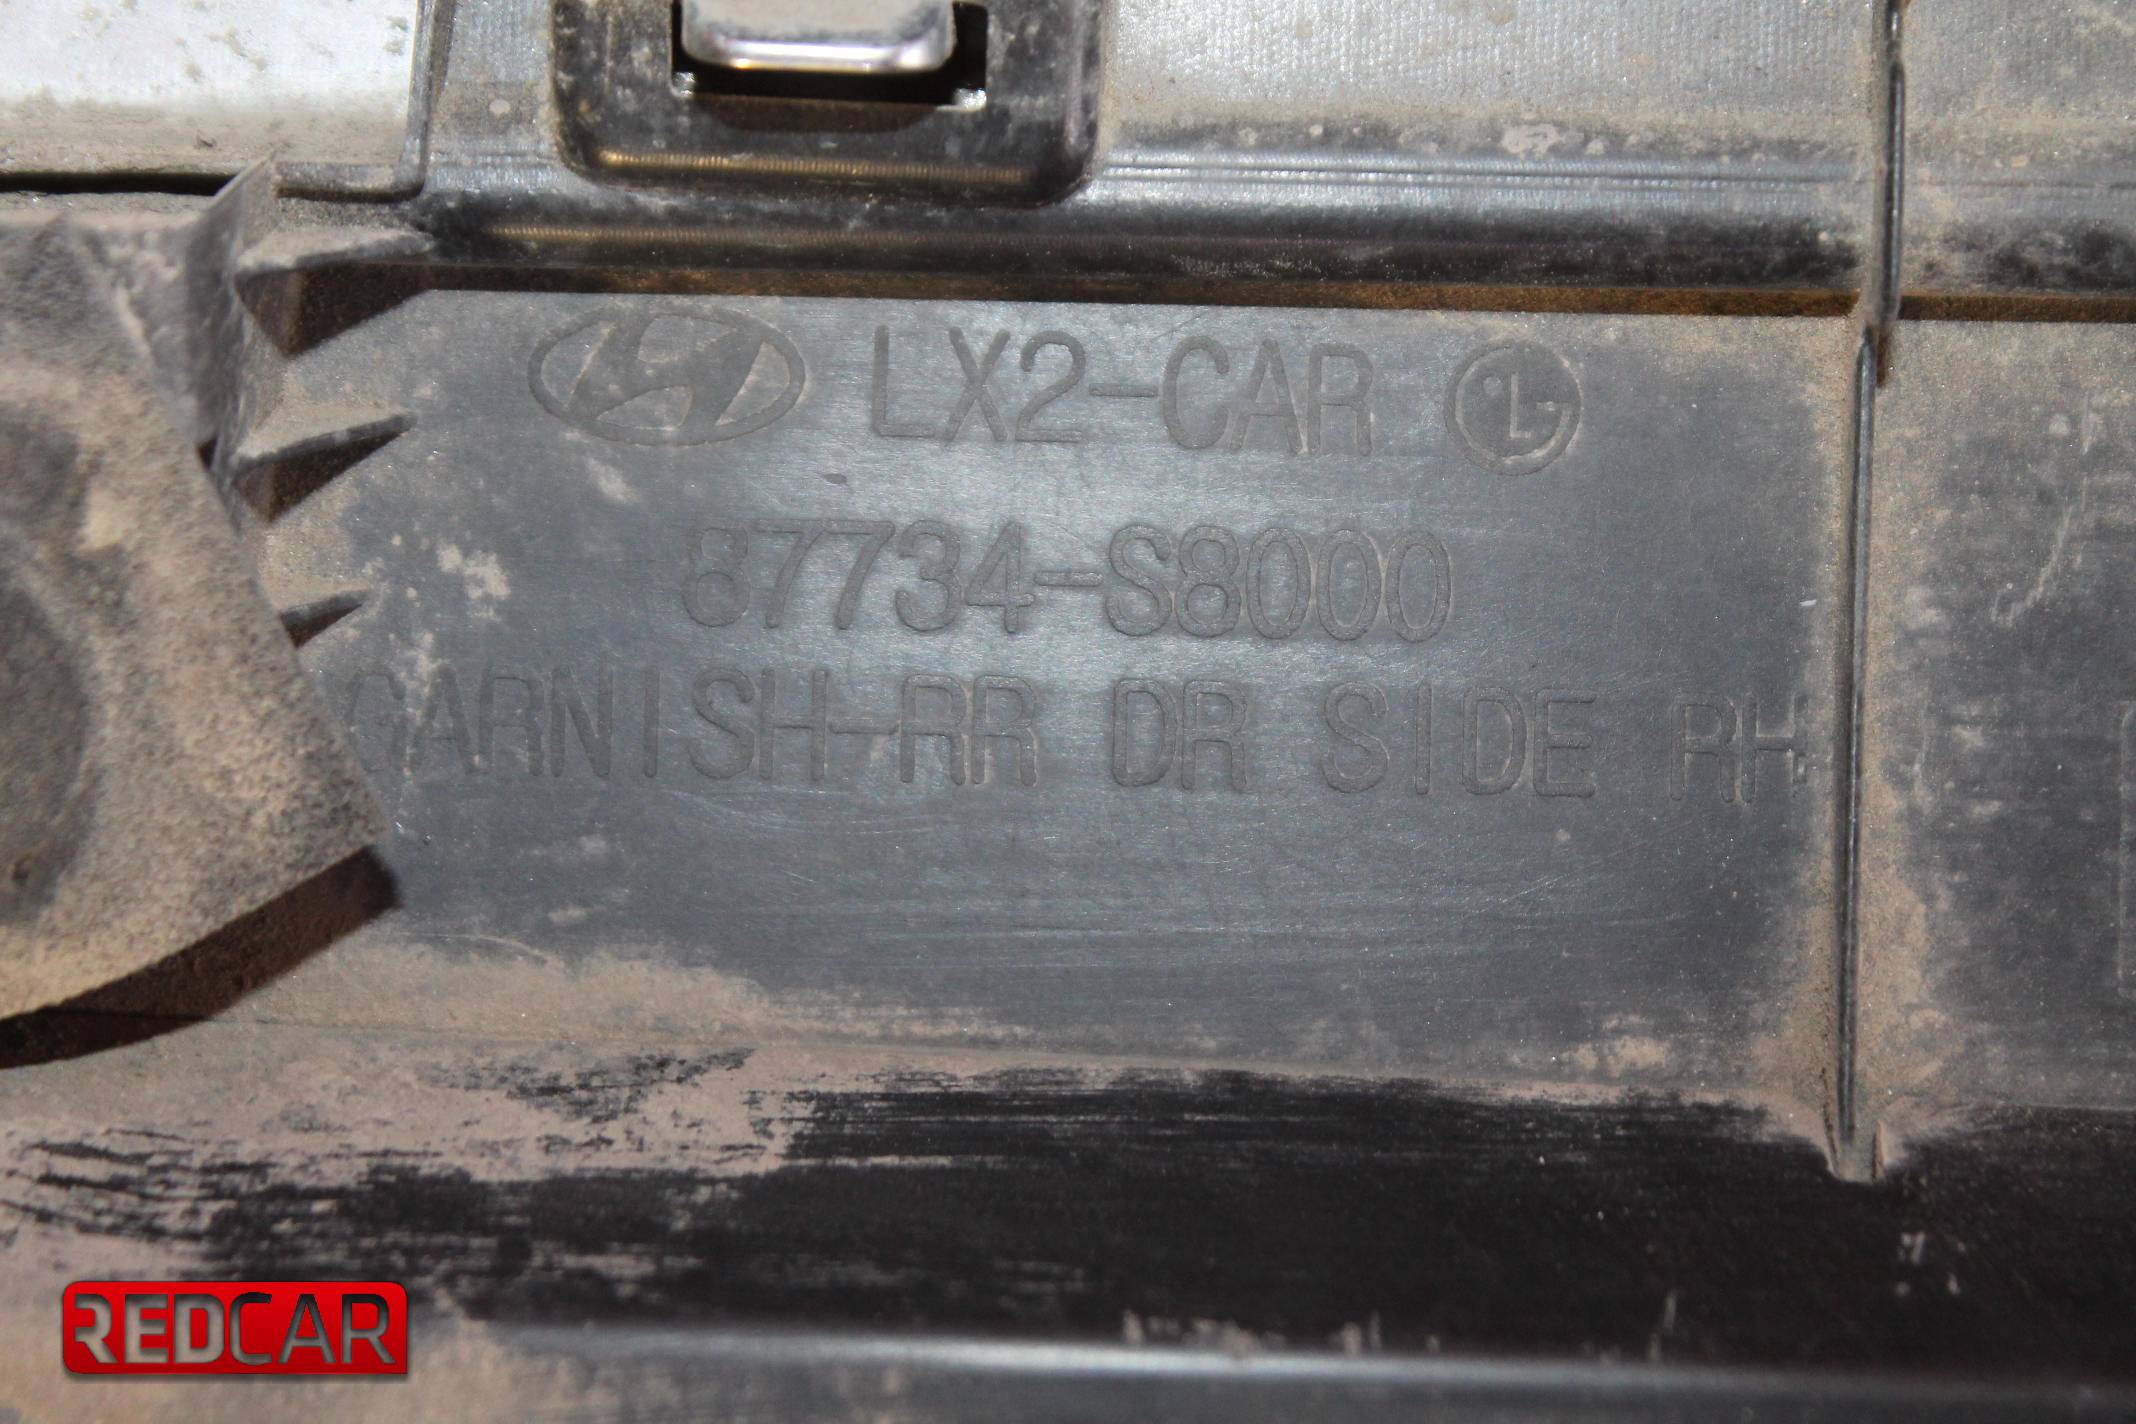 LX2-CAR
87734-S8000
GARNISH-RR DR SIDE RH
REDCAR